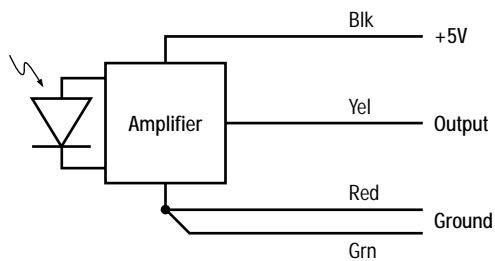 Blk
+5V
Yel
Amplifier
Output
Red
Ground
Grn